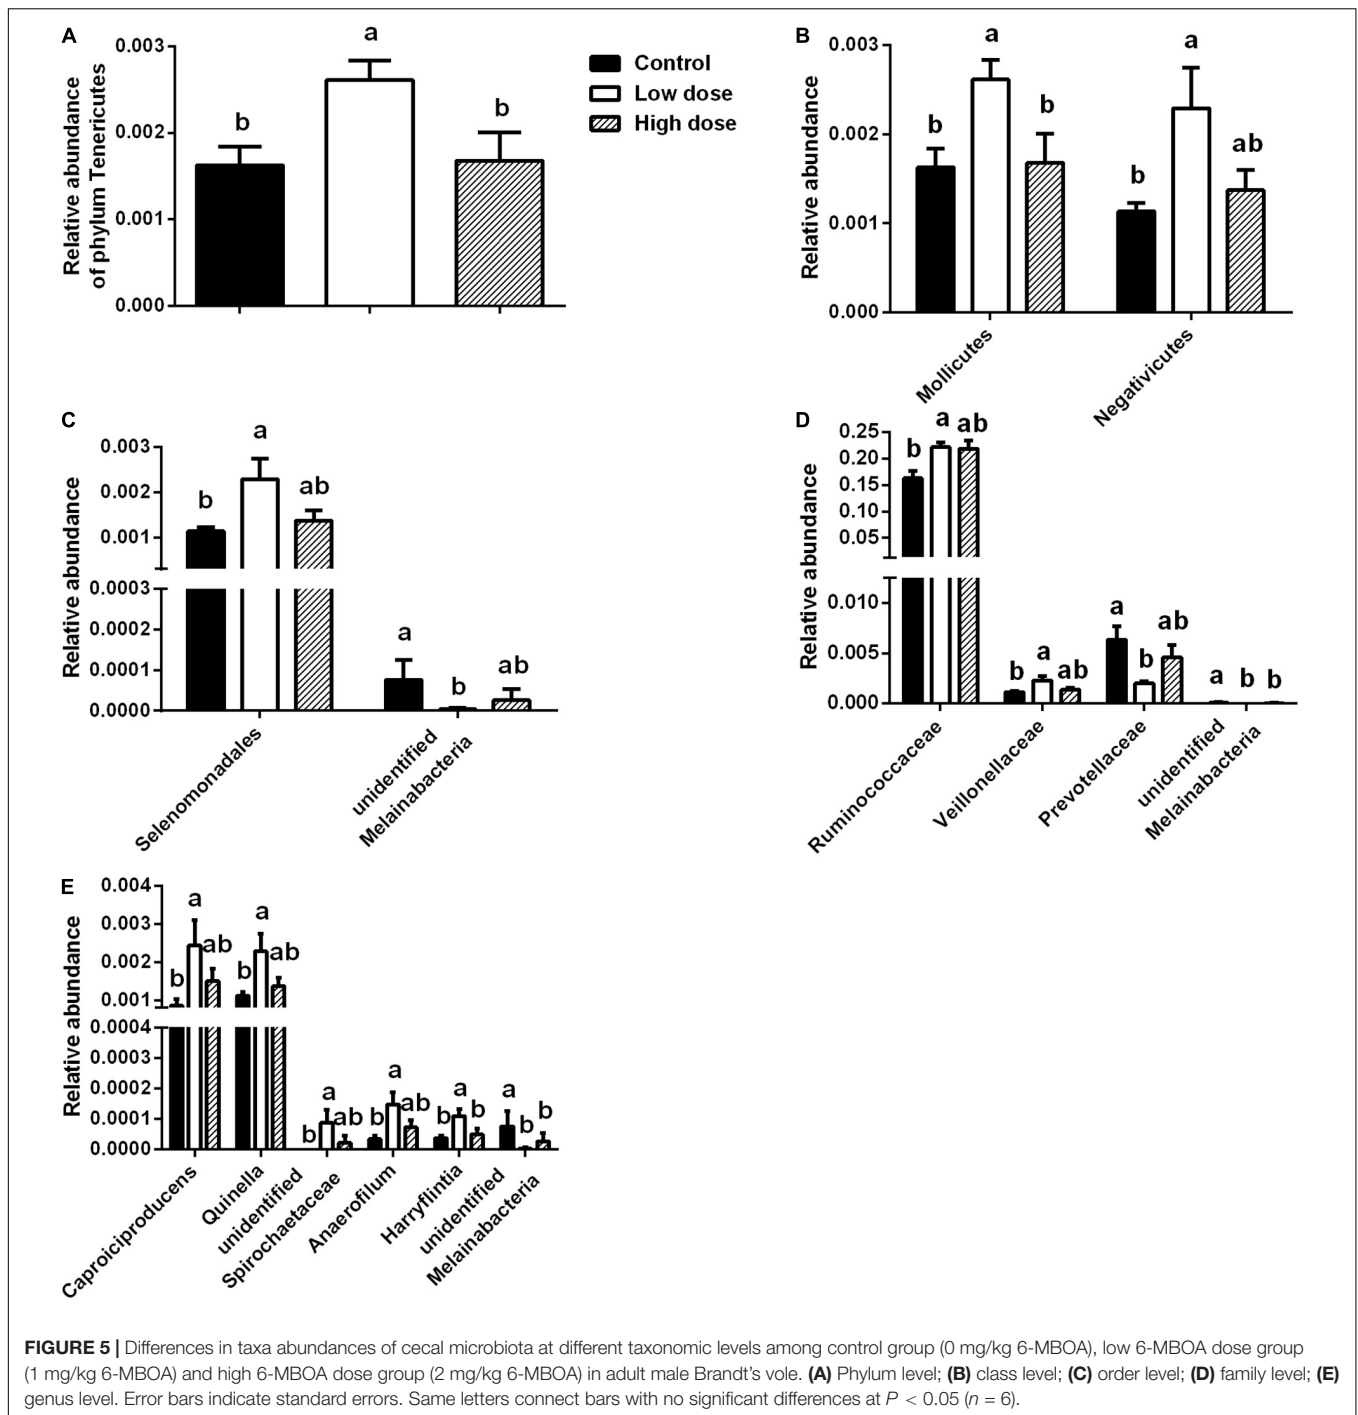 A
0.003
0.002
0.001
0.000
Relative abundance
of phylum Tenericutes
b
a
b
Control
Low dose
High dose
B
0.003
0.002
0.001
0.000
Relative abundance
b
a
b
b
a
ab
Mollicutes
Negativicutes
C
0.003
0.002
0.001
0.0003
0.0002
0.0001
0.0000
Relative abundance
b
a
ab
a
b
ab
Selenomonadales
unidentified
Melainabacteria
D
0.25
0.20
0.15
0.10
0.05
0.010
0.005
0.000
Relative abundance
b
a
ab
b
a
ab
a
b
ab
a
b
b
Ruminococcaceae
Veillonellaceae
Prevotellaceae
unidentified
Melainabacteria
E
0.004
0.003
0.002
0.001
0.0004
0.0003
0.0002
0.0001
0.0000
Relative abundance
b
a
ab
b
a
ab
b
a
ab
b
a
ab
b
a
b
a
b
b
Caproiciproducens
Quinella
unidentified
Spirochaetaceae
Anaerofilum
Harryflintia
unidentified
Melainabacteria
FIGURE 5 | Differences in taxa abundances of cecal microbiota at different taxonomic levels among control group (0 mg/kg 6-MBOA), low 6-MBOA dose group
(1 mg/kg 6-MBOA) and high 6-MBOA dose group (2 mg/kg 6-MBOA) in adult male Brandt's vole. (A) Phylum level; (B) class level; (C) order level; (D) family level; (E)
genus level. Error bars indicate standard errors. Same letters connect bars with no significant differences at P < 0.05 (n = 6).